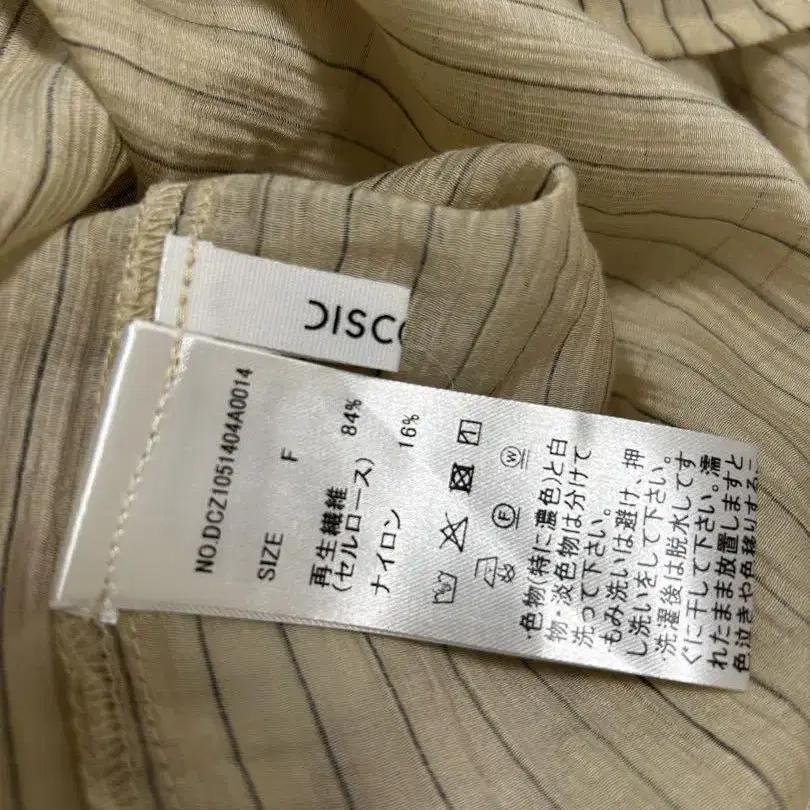 DISC
NO.DCZ1051404A0014
SIZE F
再生繊維 84%
(セルロース)
ナイロン 16%
W
F
・色物(特に濃色)と白
物・淡色物は分けて
洗って下さい。
・もみ洗いは避け、押
し洗いをして下さい。
・洗濯後は脱水してす
ぐに干して下さい。濡
れたまま放置しますと
色泣きや色移りするこ